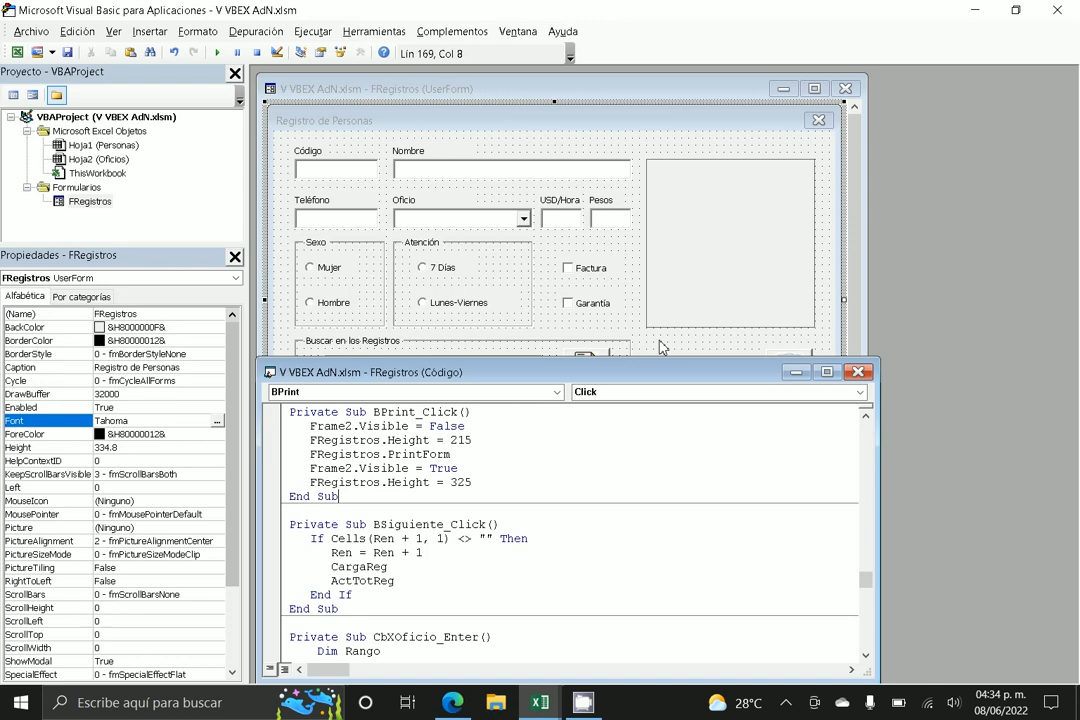 Microsoft Visual Basic para Aplicaciones - V VBEX AdN.xlsm
Archivo Edición Ver Insertar Formato Depuración Ejecutar Herramientas Complementos Ventana Ayuda
Lín 169, Col 8
Proyecto - VBAProject
VBAProject (V VBEX AdN.xlsm)
Microsoft Excel Objetos
Hoja1 (Personas)
Hoja2 (Oficios)
ThisWorkbook
Formularios
FRegistros
Propiedades - FRegistros
FRegistros UserForm
Alfabética Por categorías
(Name) FRegistros
BackColor &H8000000F&
BorderColor &H80000012&
BorderStyle 0 - fmBorderStyleNone
Caption Registro de Personas
Cycle 0 - fmCycleAllForms
DrawBuffer 32000
Enabled True
Font Tahoma ...
ForeColor &H80000012&
Height 334.8
HelpContextID 0
KeepScrollBarsVisible 3 - fmScrollBarsBoth
Left 0
MouseIcon (Ninguno)
MousePointer 0 - fmMousePointerDefault
Picture (Ninguno)
PictureAlignment 2 - fmPictureAlignmentCenter
PictureSizeMode 0 - fmPictureSizeModeClip
PictureTiling False
RightToLeft False
ScrollBars 0 - fmScrollBarsNone
ScrollHeight 0
ScrollLeft 0
ScrollTop 0
ScrollWidth 0
ShowModal True
SpecialEffect 0 - fmSpecialEffectFlat
V VBEX AdN.xlsm - FRegistros (UserForm)
Registro de Personas
Código Nombre
Teléfono Oficio USD/Hora Pesos
Sexo Atención
Mujer 7 Días Factura
Hombre Lunes-Viernes Garantía
Buscar en los Registros
V VBEX AdN.xlsm - FRegistros (Código)
BPrint Click
Private Sub BPrint_Click()
Frame2.Visible = False
FRegistros.Height = 215
FRegistros.PrintForm
Frame2.Visible = True
FRegistros.Height = 325
End Sub
Private Sub BSiguiente_Click()
If Cells(Ren + 1, 1) <> "" Then
Ren = Ren + 1
CargaReg
ActTotReg
End If
End Sub
Private Sub CbXOficio_Enter()
Dim Rango
Escribe aquí para buscar
28°C
04:34 p. m.
08/06/2022